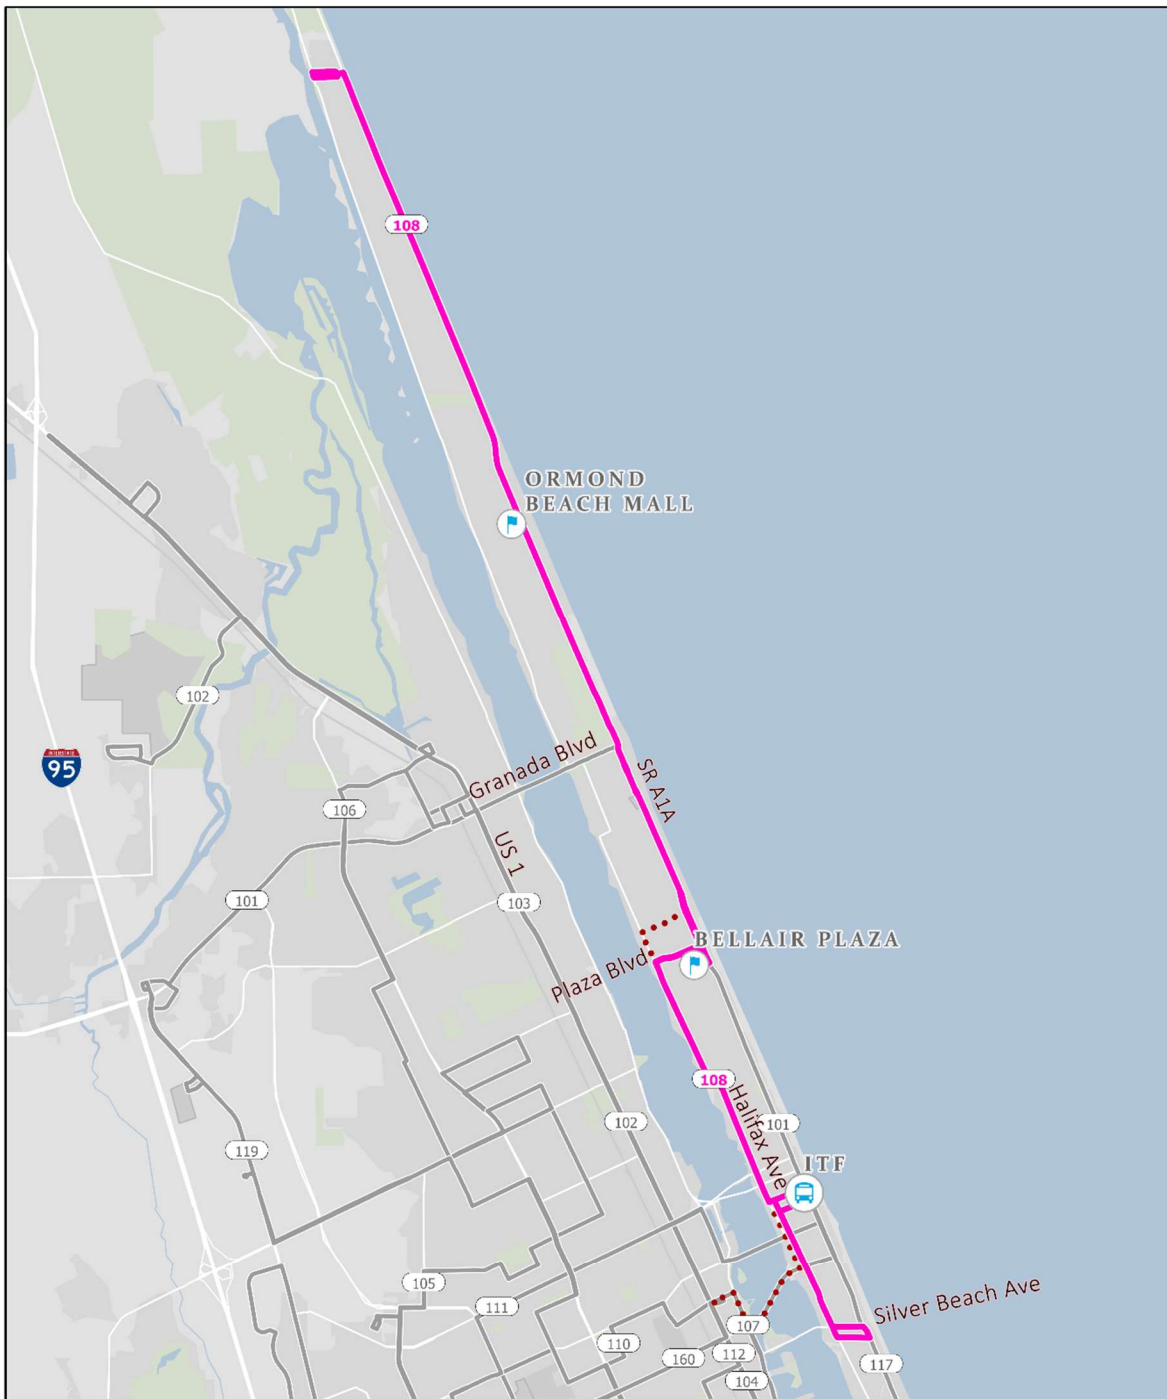 108
ORMOND
BEACH MALL
102
INTERSTATE
95
Granada Blvd
SR A1A
106
US 1
101
103
BELLAIR PLAZA
Plaza Blvd
108
Halifax Ave
101
102
119
ITF
105
111
Silver Beach Ave
107
110
112
160
117
104